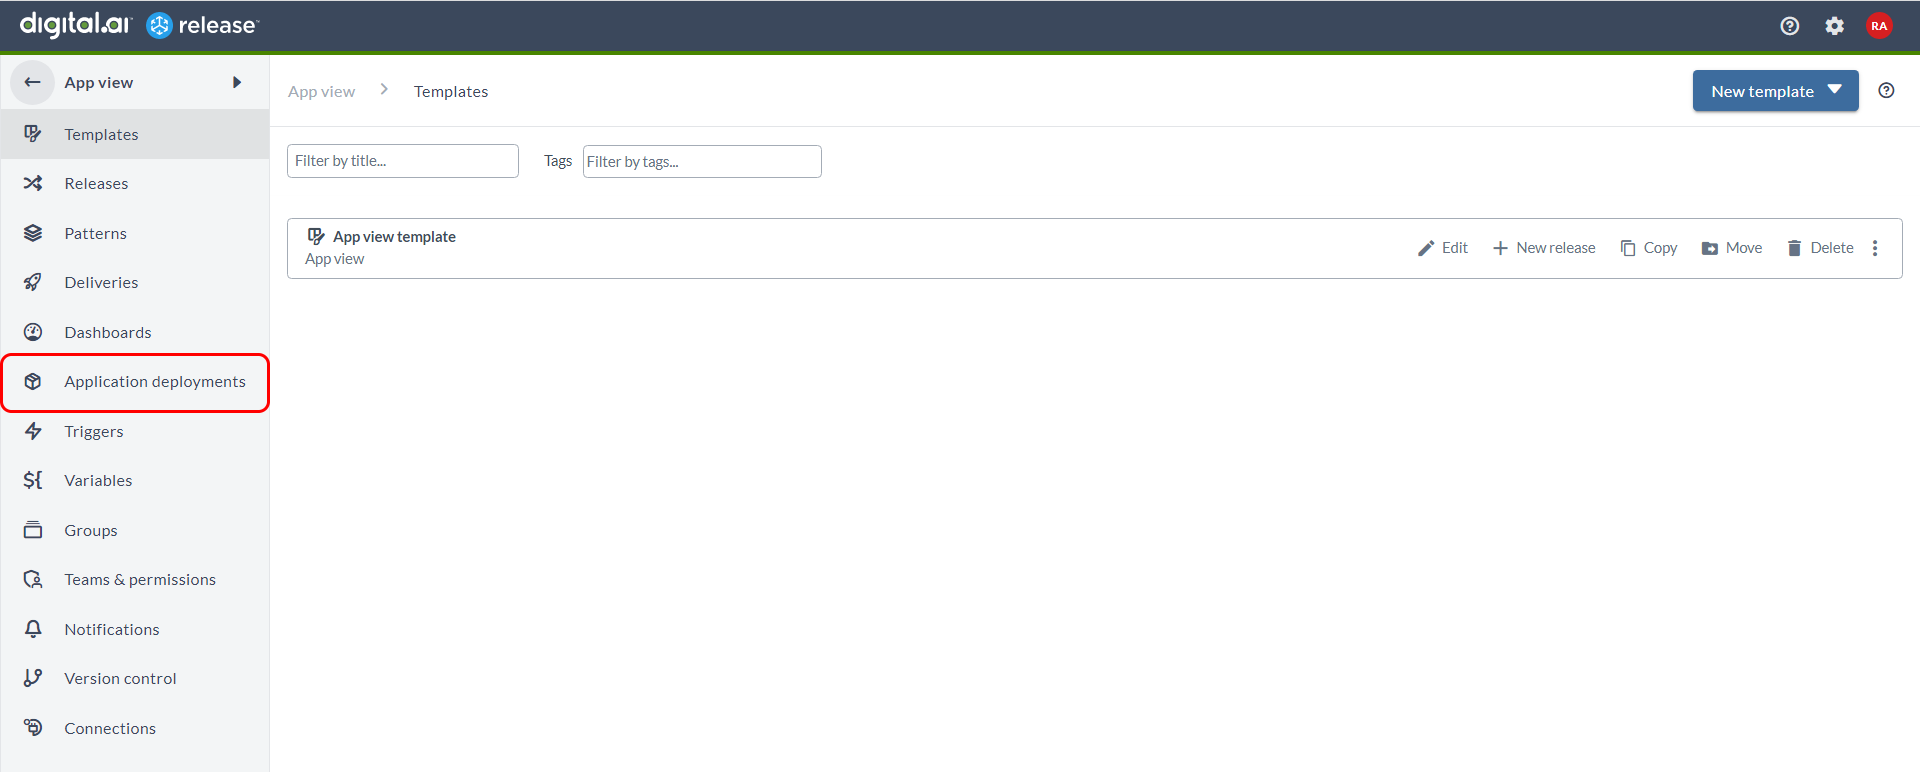 digital.ai release
RA
App view
Templates
Releases
Patterns
Deliveries
Dashboards
Application deployments
Triggers
Variables
Groups
Teams & permissions
Notifications
Version control
Connections
App view Templates
New template
Filter by title...
Tags
Filter by tags...
App view template
App view
Edit
New release
Copy
Move
Delete